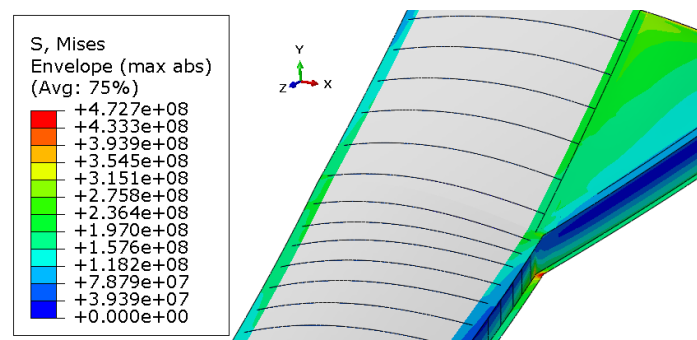 S, Mises
Envelope (max abs)
(Avg: 75%)
+4.727e+08
+4.333e+08
+3.939e+08
+3.545e+08
+3.151e+08
+2.758e+08
+2.364e+08
+1.970e+08
+1.576e+08
+1.182e+08
+7.879e+07
+3.939e+07
+0.000e+00
Y
Z X